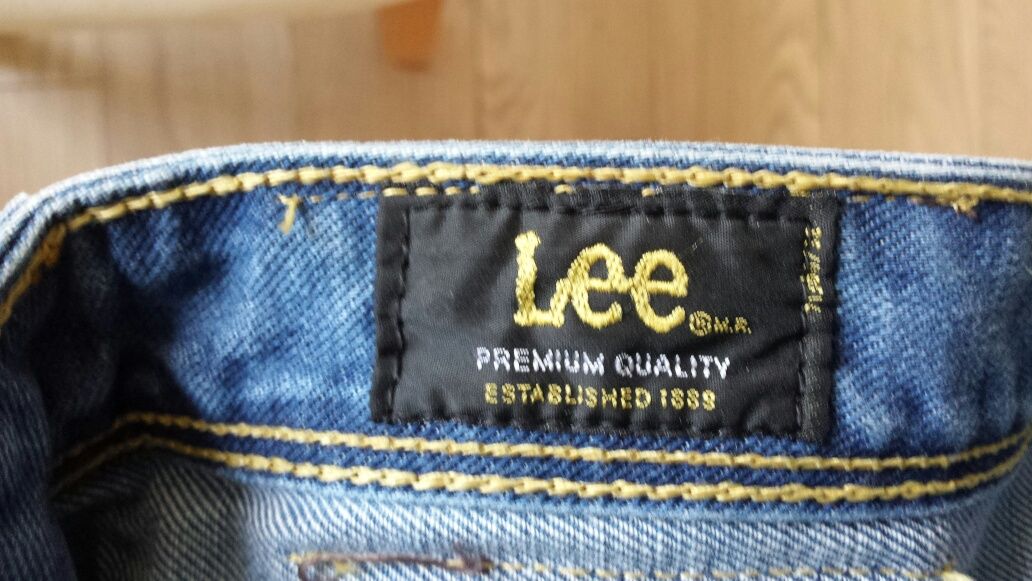 Lee® M.R.
PREMIUM QUALITY
ESTABLISHED 1889